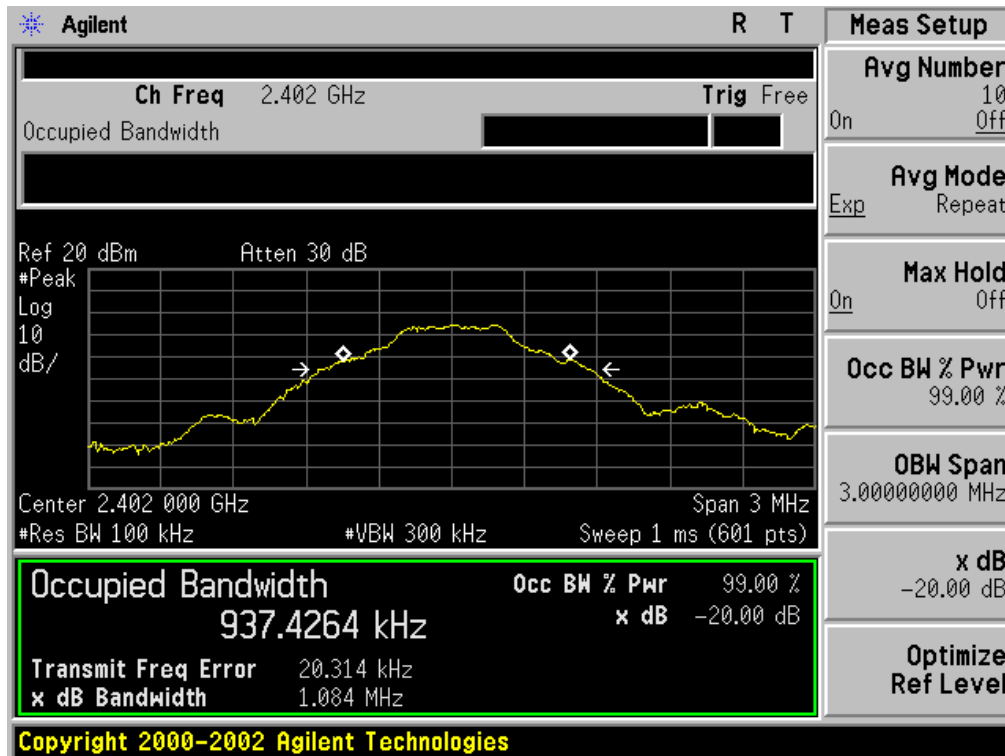 Agilent R T
Ch Freq 2.402 GHz Trig Free
Occupied Bandwidth
Ref 20 dBm Atten 30 dB
#Peak
Log
10
dB/
Center 2.402 000 GHz Span 3 MHz
#Res BW 100 kHz #VBW 300 kHz Sweep 1 ms (601 pts)
Occupied Bandwidth Occ BW % Pwr 99.00 %
937.4264 kHz x dB -20.00 dB
Transmit Freq Error 20.314 kHz
x dB Bandwidth 1.084 MHz
Copyright 2000-2002 Agilent Technologies
Meas Setup
Avg Number
10
On Off
Avg Mode
Exp Repeat
Max Hold
On Off
Occ BW % Pwr
99.00 %
OBW Span
3.00000000 MHz
x dB
-20.00 dB
Optimize
Ref Level